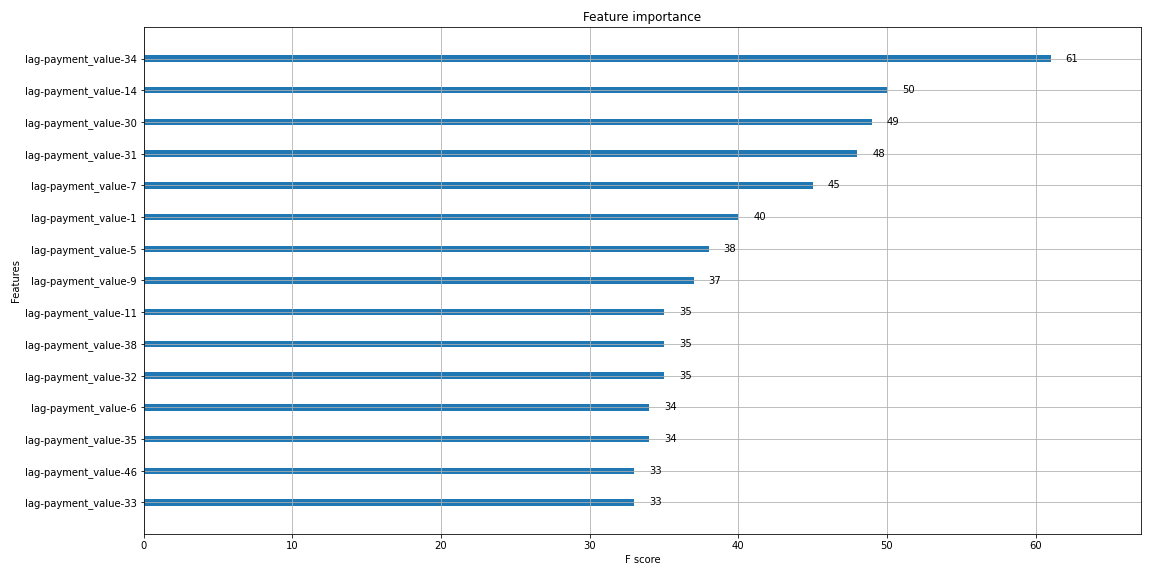 Feature importance
Features
lag-payment_value-34 61
lag-payment_value-14 50
lag-payment_value-30 49
lag-payment_value-31 48
lag-payment_value-7 45
lag-payment_value-1 40
lag-payment_value-5 38
lag-payment_value-9 37
lag-payment_value-11 35
lag-payment_value-38 35
lag-payment_value-32 35
lag-payment_value-6 34
lag-payment_value-35 34
lag-payment_value-46 33
lag-payment_value-33 33
0 10 20 30 40 50 60
F score